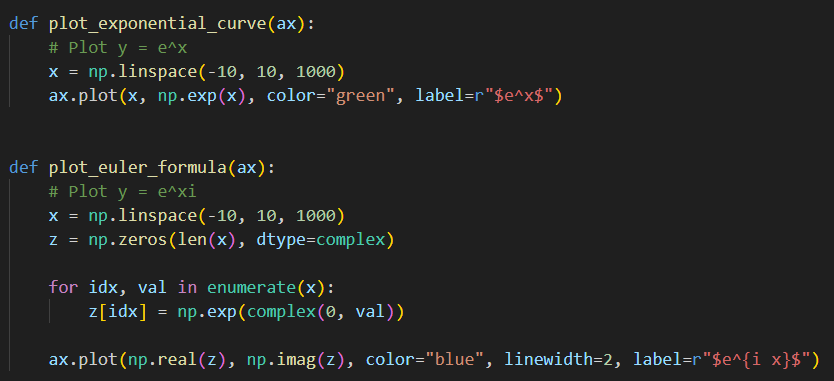 def plot_exponential_curve(ax):
    # Plot y = e^x
    x = np.linspace(-10, 10, 1000)
    ax.plot(x, np.exp(x), color="green", label=r"$e^x$")
def plot_euler_formula(ax):
    # Plot y = e^xi
    x = np.linspace(-10, 10, 1000)
    z = np.zeros(len(x), dtype=complex)
    for idx, val in enumerate(x):
        z[idx] = np.exp(complex(0, val))
    ax.plot(np.real(z), np.imag(z), color="blue", linewidth=2, label=r"$e^{i x}$")